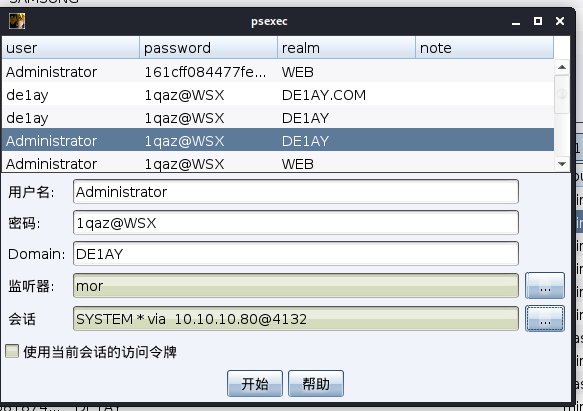 SAMSUNG
psexec
user password realm note
Administrator 161cff084477fe... WEB
de1ay 1qaz@WSX DE1AY.COM
de1ay 1qaz@WSX DE1AY
Administrator 1qaz@WSX DE1AY
Administrator 1qaz@WSX WEB
用户名: Administrator
密码: 1qaz@WSX
Domain: DE1AY
监听器: mor ...
会话 SYSTEM * via 10.10.10.80@4132 ...
使用当前会话的访问令牌
开始 帮助